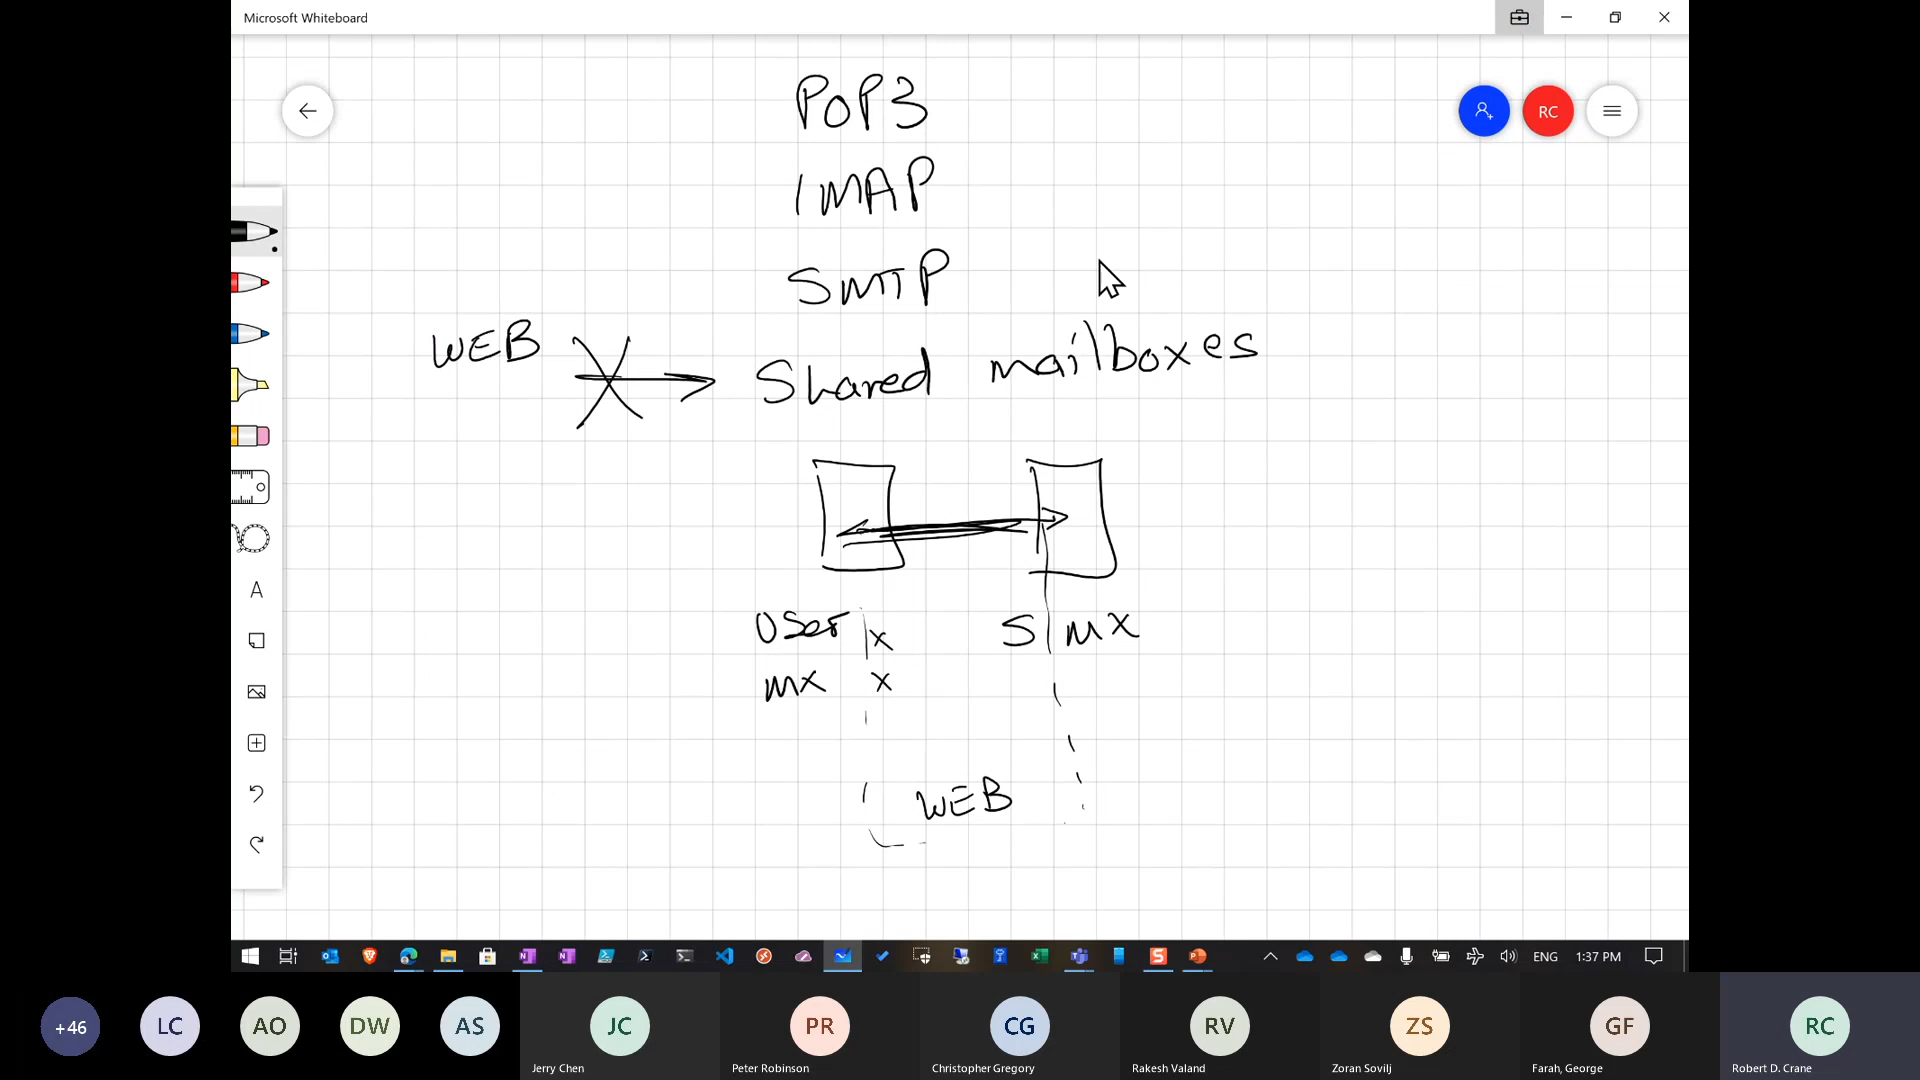 Microsoft Whiteboard
POP3
RC
IMAP
SMTP
WEB
Shared mailboxes
A
User x
S MX
MX x
WEB
ENG
1:37 PM
+46
LC
AO
DW
AS
JC
PR
CG
RV
ZS
GF
RC
Jerry Chen
Peter Robinson
Christopher Gregory
Rakesh Valand
Zoran Sovilj
Farah, George
Robert D. Crane